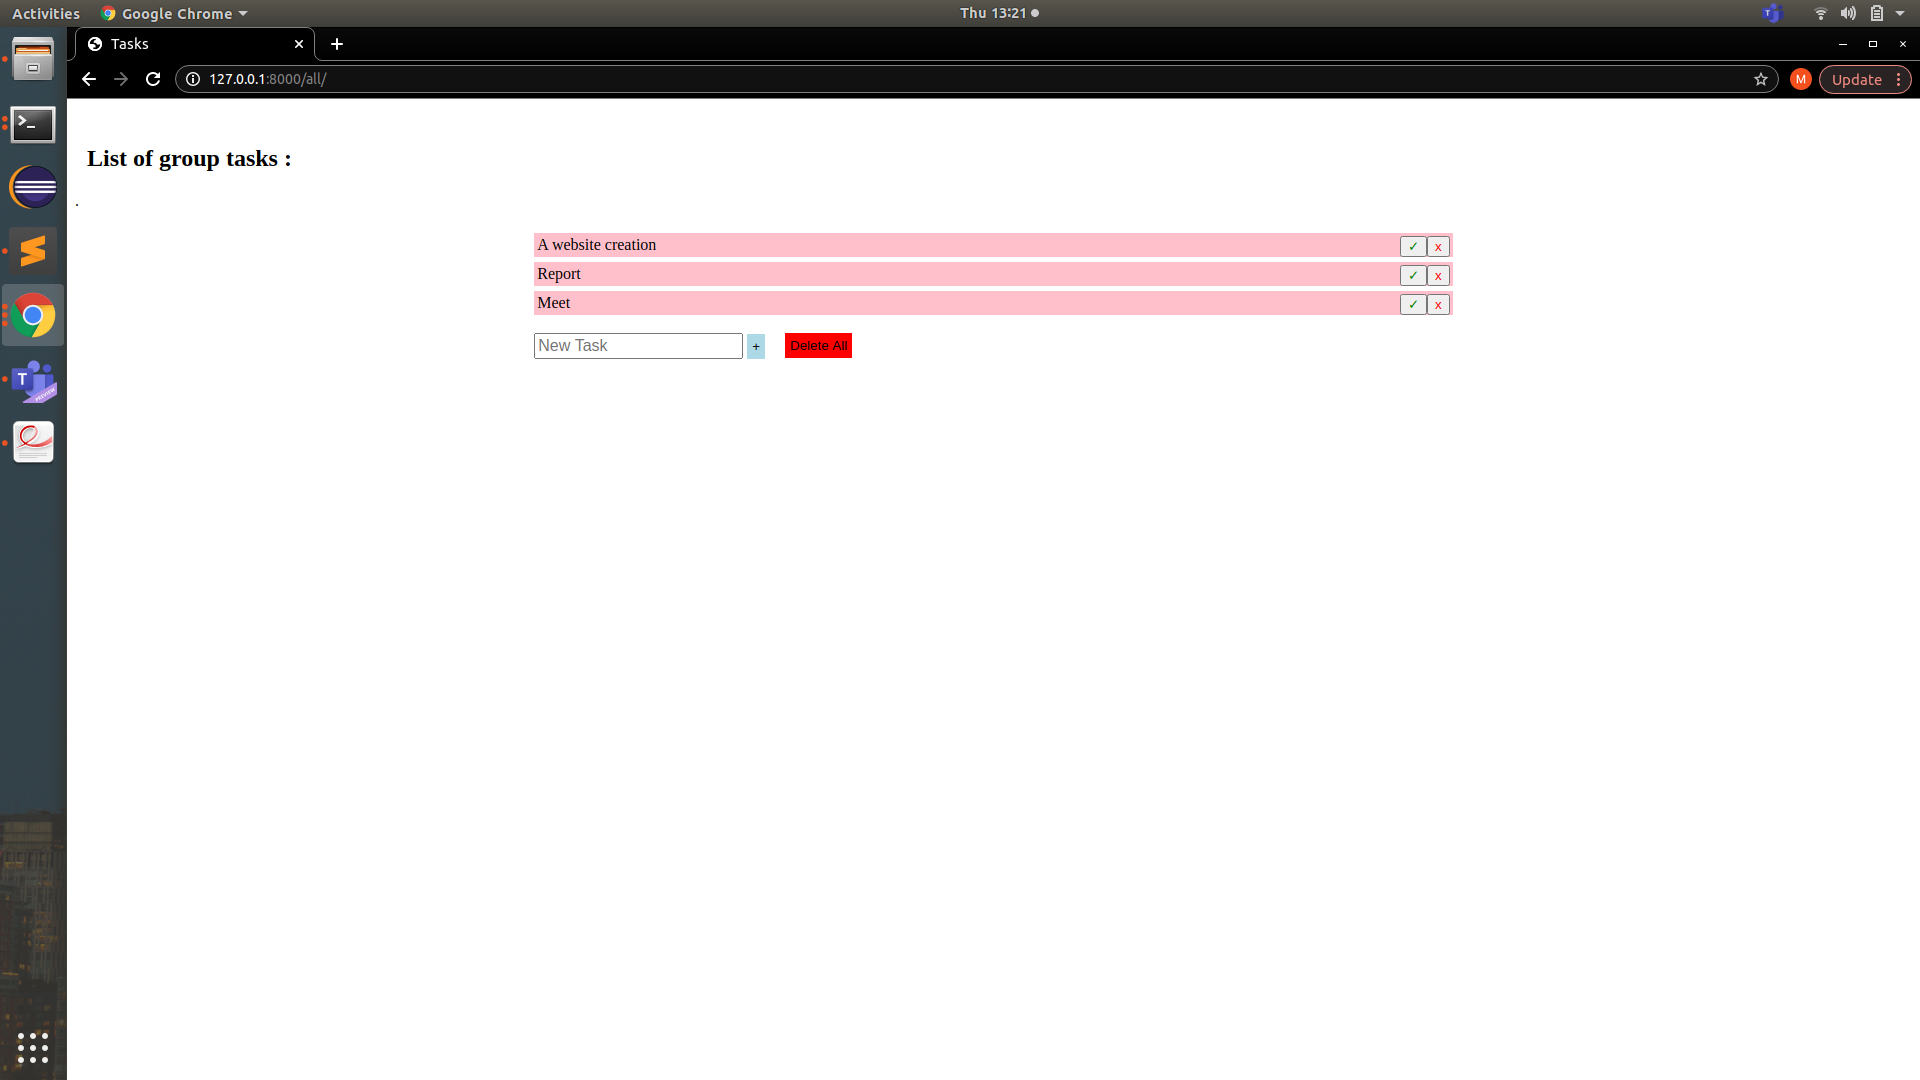 Activities Google Chrome Thu 13:21
Tasks
127.0.0.1:8000/all/ M Update
List of group tasks :
.
A website creation ✓ x
Report ✓ x
Meet ✓ x
New Task + Delete All
T
PREVIEW